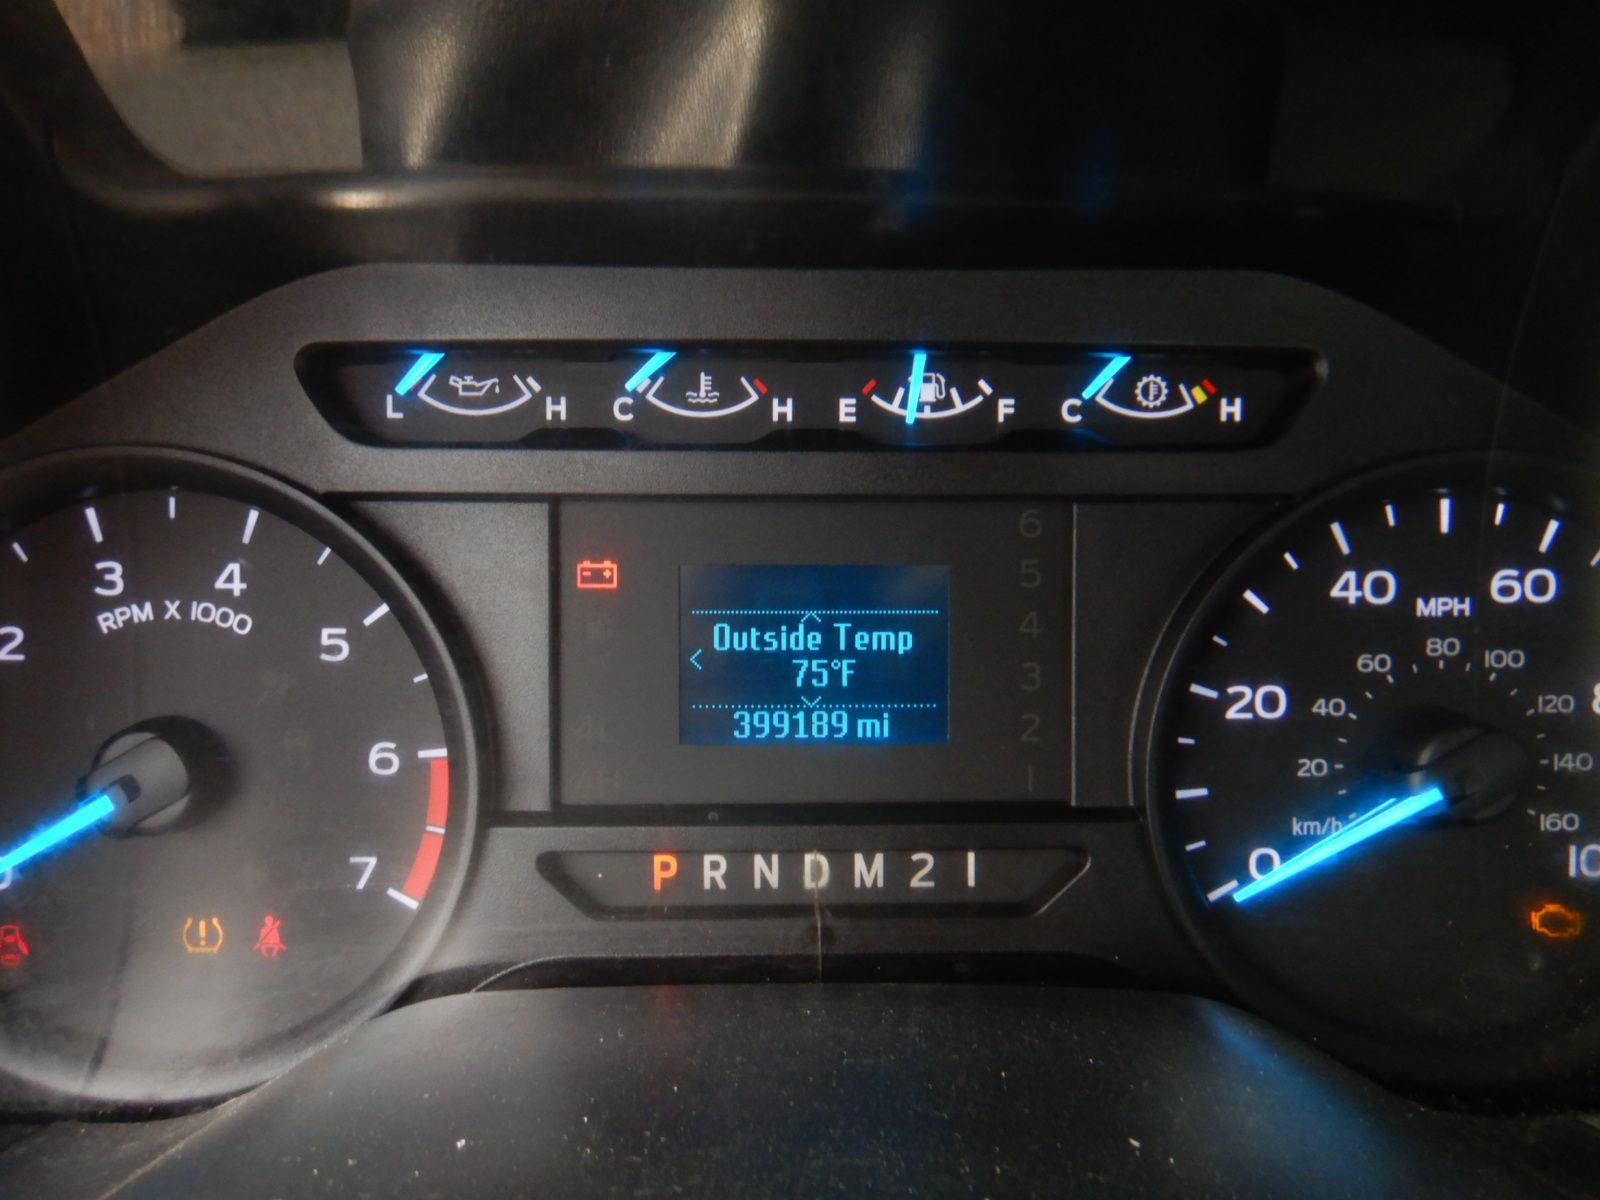 L H C H E F C H
2 3 4 5 6 7
RPM X 1000
6
5
4
3
2
1
Outside Temp
75°F
399189 mi
P R N D M 2 1
0 20 40 60
MPH
20 40 60 80 100 120 140 160
km/h